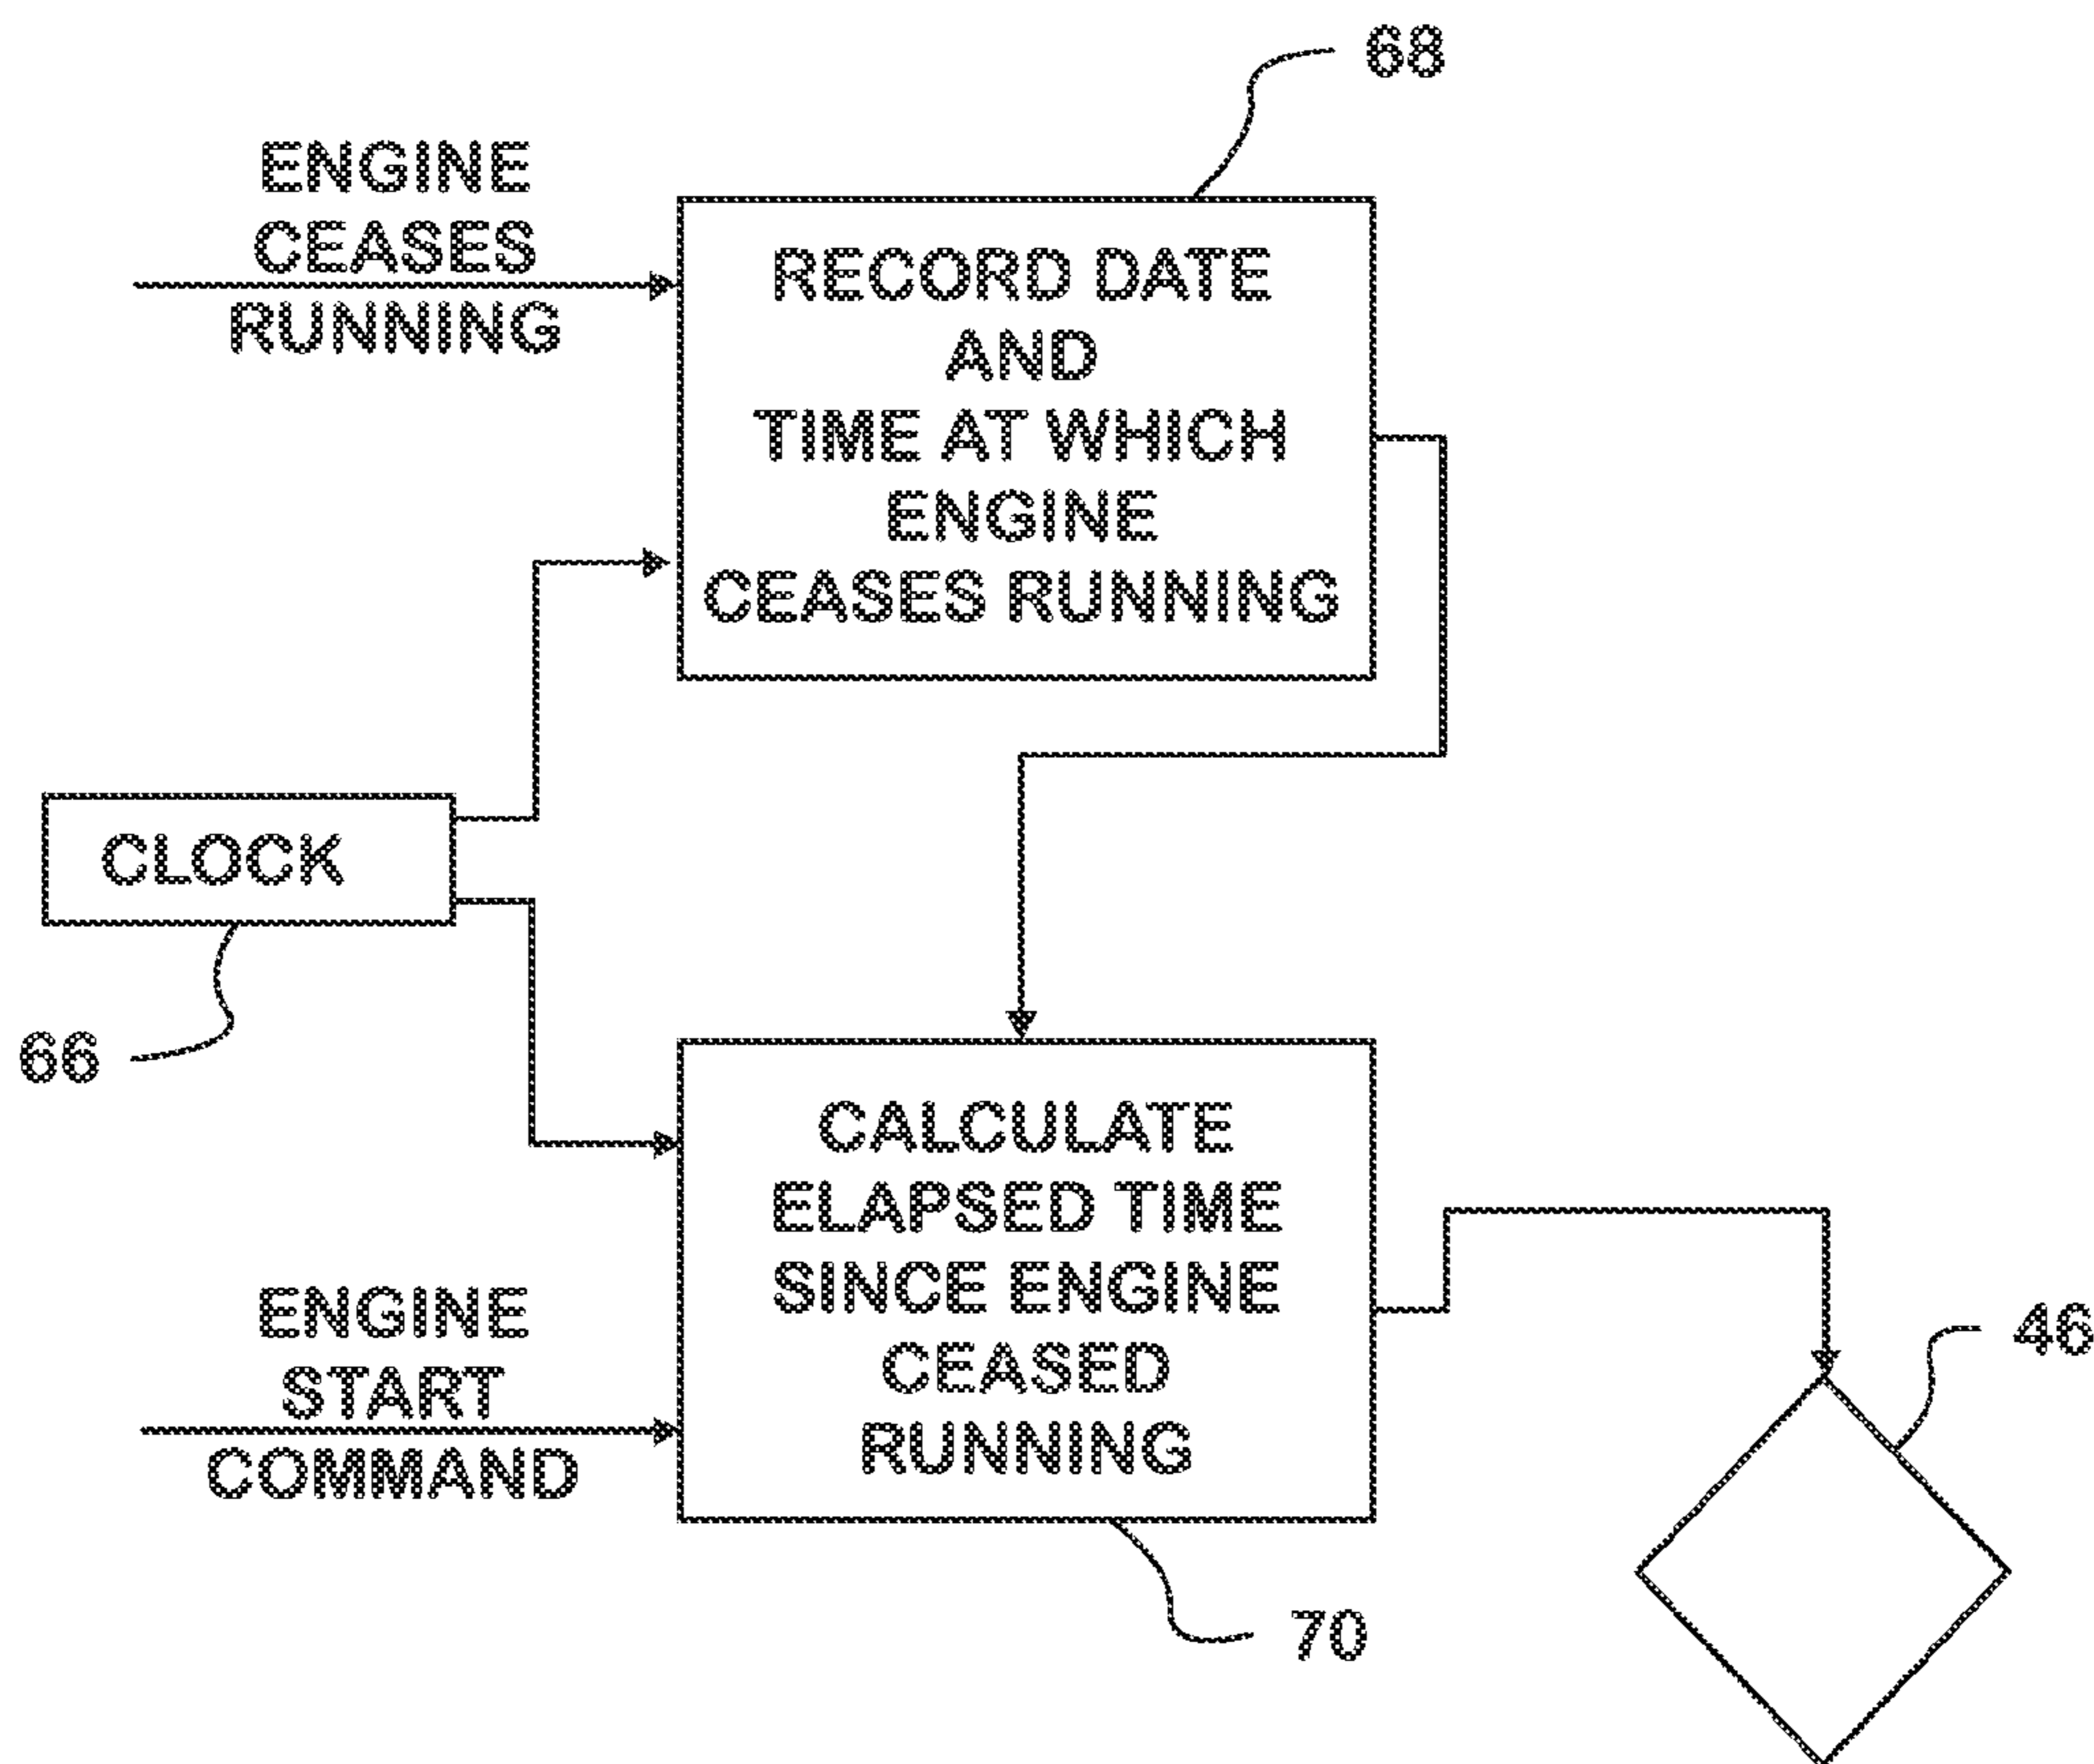 68
ENGINE
CEASES
RUNNING
RECORD DATE
AND
TIME AT WHICH
ENGINE
CEASES RUNNING
CLOCK
66
CALCULATE
ELAPSED TIME
SINCE ENGINE
CEASED
RUNNING
ENGINE
START
COMMAND
46
70